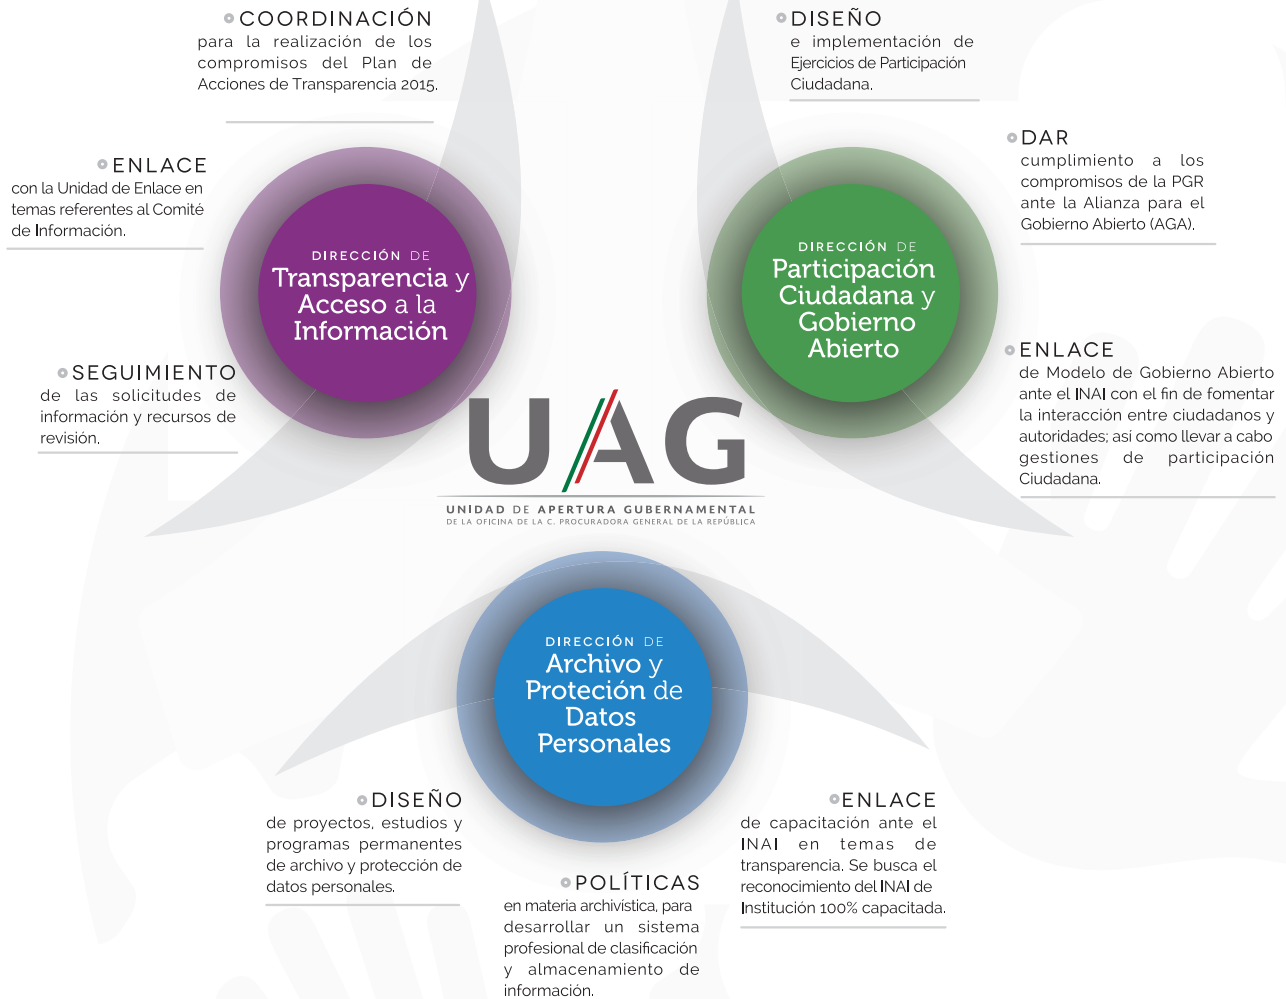 COORDINACIÓN
para la realización de los
compromisos del Plan de
Acciones de Transparencia 2015.
ENLACE
con la Unidad de Enlace en
temas referentes al Comité
de Información.
SEGUIMIENTO
de las solicitudes de
información y recursos de
revisión.
DIRECCIÓN DE
Transparencia y
Acceso a la
Información
DISEÑO
e implementación de
Ejercicios de Participación
Ciudadana.
DAR
cumplimiento a los
compromisos de la PGR
ante la Alianza para el
Gobierno Abierto (AGA).
ENLACE
de Modelo de Gobierno Abierto
ante el INAI con el fin de fomentar
la interacción entre ciudadanos y
autoridades; así como llevar a cabo
gestiones de participación
Ciudadana.
DIRECCIÓN DE
Participación
Ciudadana y
Gobierno
Abierto
UAG
UNIDAD DE APERTURA GUBERNAMENTAL
DE LA OFICINA DE LA C. PROCURADORA GENERAL DE LA REPÚBLICA
DIRECCIÓN DE
Archivo y
Proteción de
Datos
Personales
DISEÑO
de proyectos, estudios y
programas permanentes
de archivo y protección de
datos personales.
POLÍTICAS
en materia archivística, para
desarrollar un sistema
profesional de clasificación
y almacenamiento de
información.
ENLACE
de capacitación ante el
INAI en temas de
transparencia. Se busca el
reconocimiento del INAI de
Institución 100% capacitada.